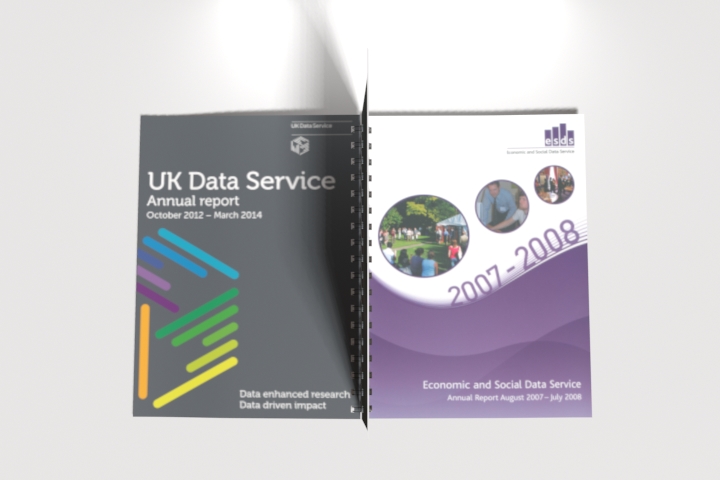 UK Data Service
UK Data Service
Annual report
October 2012 – March 2014
Data enhanced research
Data driven impact
esds
Economic and Social Data Service
2007-2008
Economic and Social Data Service
Annual Report August 2007 – July 2008